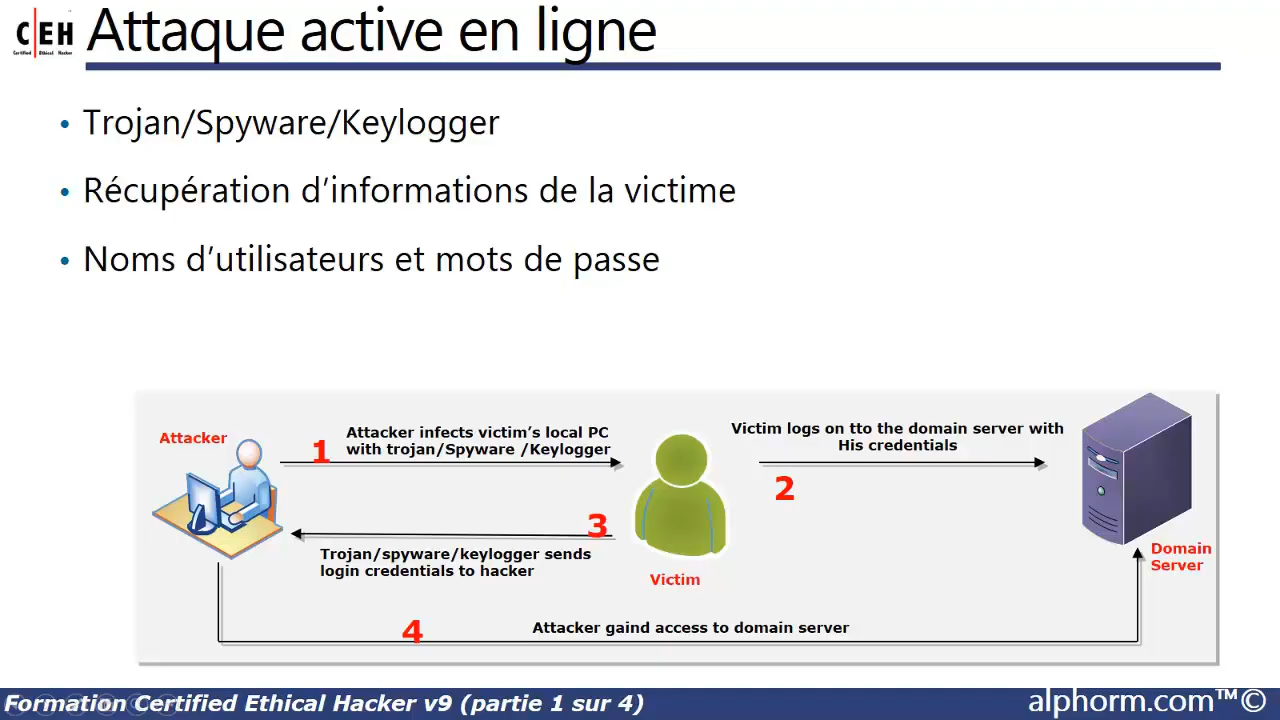 C|EH
Certified Ethical Hacker
Attaque active en ligne
• Trojan/Spyware/Keylogger
• Récupération d’informations de la victime
• Noms d’utilisateurs et mots de passe
Attacker
1
Attacker infects victim’s local PC
with trojan/Spyware /Keylogger
Victim logs on tto the domain server with
His credentials
2
3
Trojan/spyware/keylogger sends
login credentials to hacker
Victim
Domain
Server
4
Attacker gaind access to domain server
Formation Certified Ethical Hacker v9 (partie 1 sur 4)
alphorm.com™©